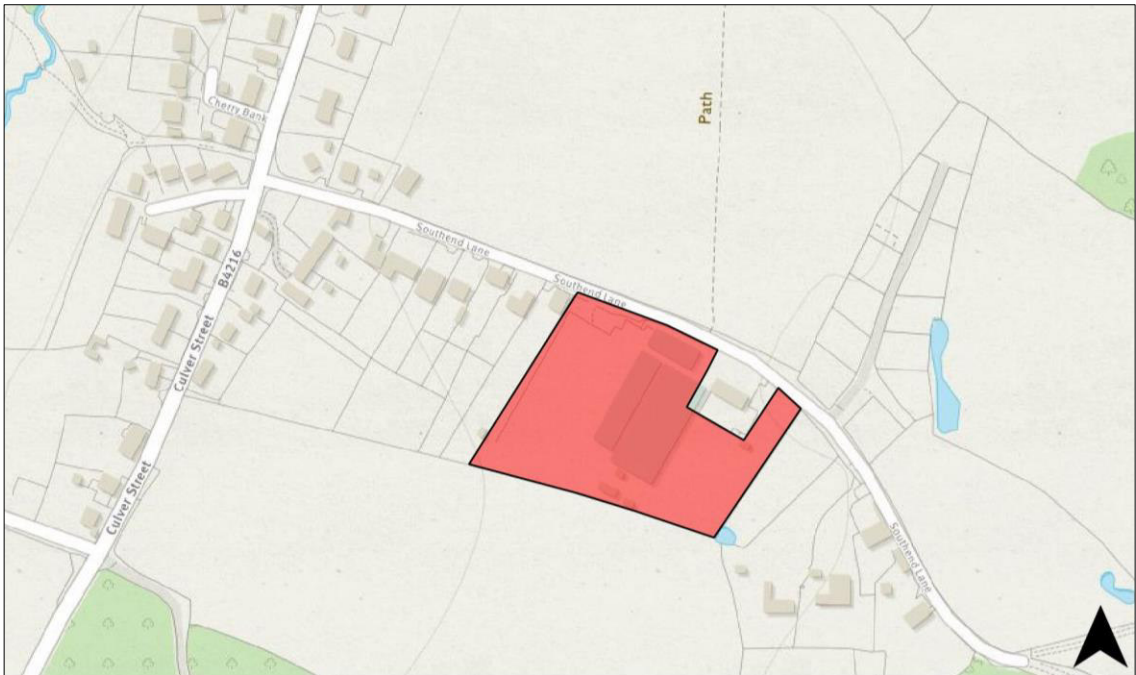 Path
Cherry Bank
Southend Lane
B4216
Southend Lane
Culver Street
Culver Street
Southend Lane